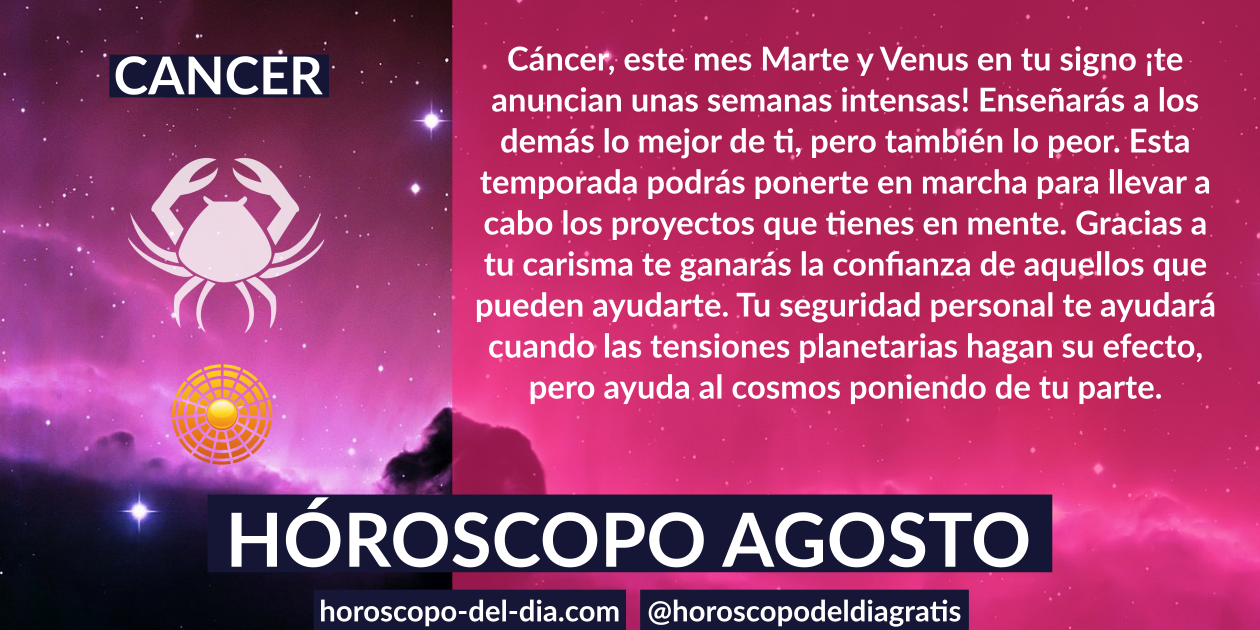 CANCER
Cáncer, este mes Marte y Venus en tu signo ¡te
anuncian unas semanas intensas! Enseñarás a los
demás lo mejor de ti, pero también lo peor. Esta
temporada podrás ponerte en marcha para llevar a
cabo los proyectos que tienes en mente. Gracias a
tu carisma te ganarás la confianza de aquellos que
pueden ayudarte. Tu seguridad personal te ayudará
cuando las tensiones planetarias hagan su efecto,
pero ayuda al cosmos poniendo de tu parte.
HÓROSCOPO AGOSTO
horoscopo-del-dia.com
@horoscopodeldiagratis